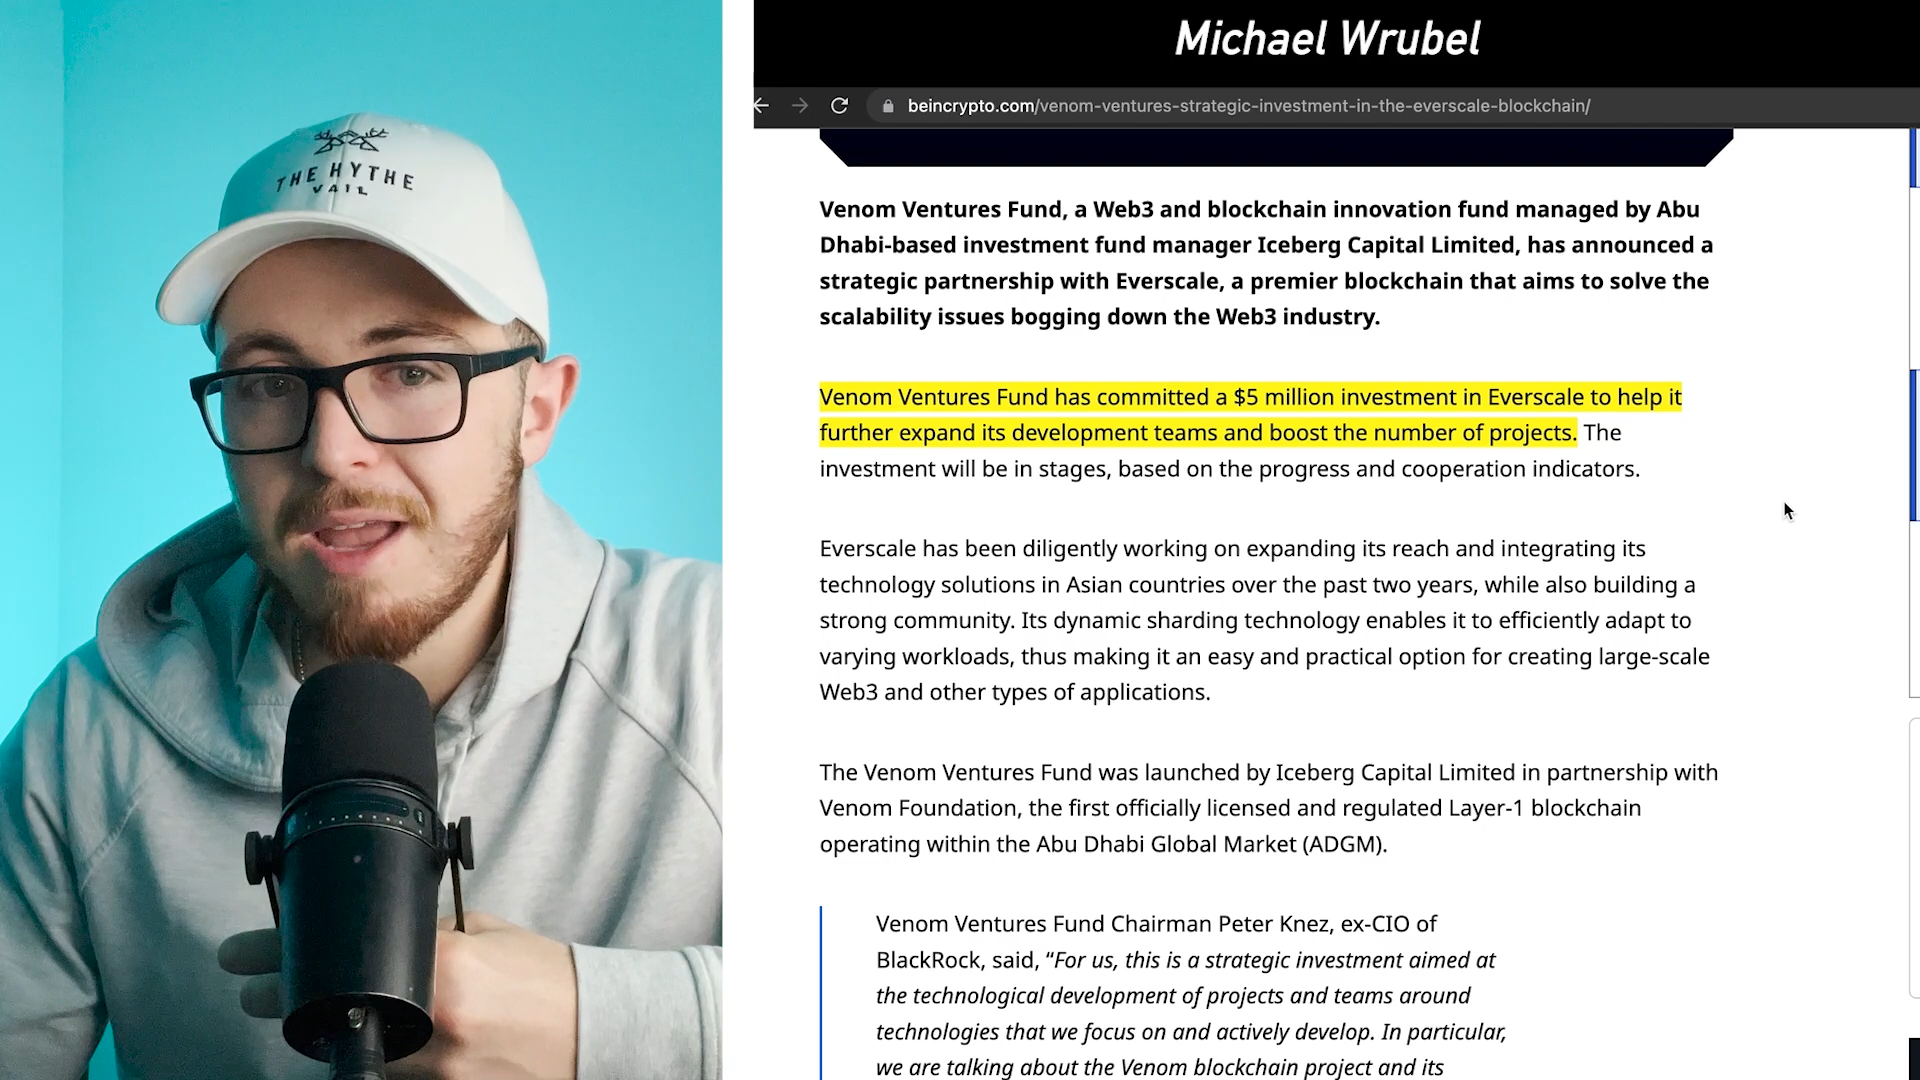 Michael Wrubel
beincrypto.com/venom-ventures-strategic-investment-in-the-everscale-blockchain/
THE HYTHE
VAIL
Venom Ventures Fund, a Web3 and blockchain innovation fund managed by Abu
Dhabi-based investment fund manager Iceberg Capital Limited, has announced a
strategic partnership with Everscale, a premier blockchain that aims to solve the
scalability issues bogging down the Web3 industry.
Venom Ventures Fund has committed a $5 million investment in Everscale to help it
further expand its development teams and boost the number of projects. The
investment will be in stages, based on the progress and cooperation indicators.
Everscale has been diligently working on expanding its reach and integrating its
technology solutions in Asian countries over the past two years, while also building a
strong community. Its dynamic sharding technology enables it to efficiently adapt to
varying workloads, thus making it an easy and practical option for creating large-scale
Web3 and other types of applications.
The Venom Ventures Fund was launched by Iceberg Capital Limited in partnership with
Venom Foundation, the first officially licensed and regulated Layer-1 blockchain
operating within the Abu Dhabi Global Market (ADGM).
Venom Ventures Fund Chairman Peter Knez, ex-CIO of
BlackRock, said, “For us, this is a strategic investment aimed at
the technological development of projects and teams around
technologies that we focus on and actively develop. In particular,
we are talking about the Venom blockchain project and its